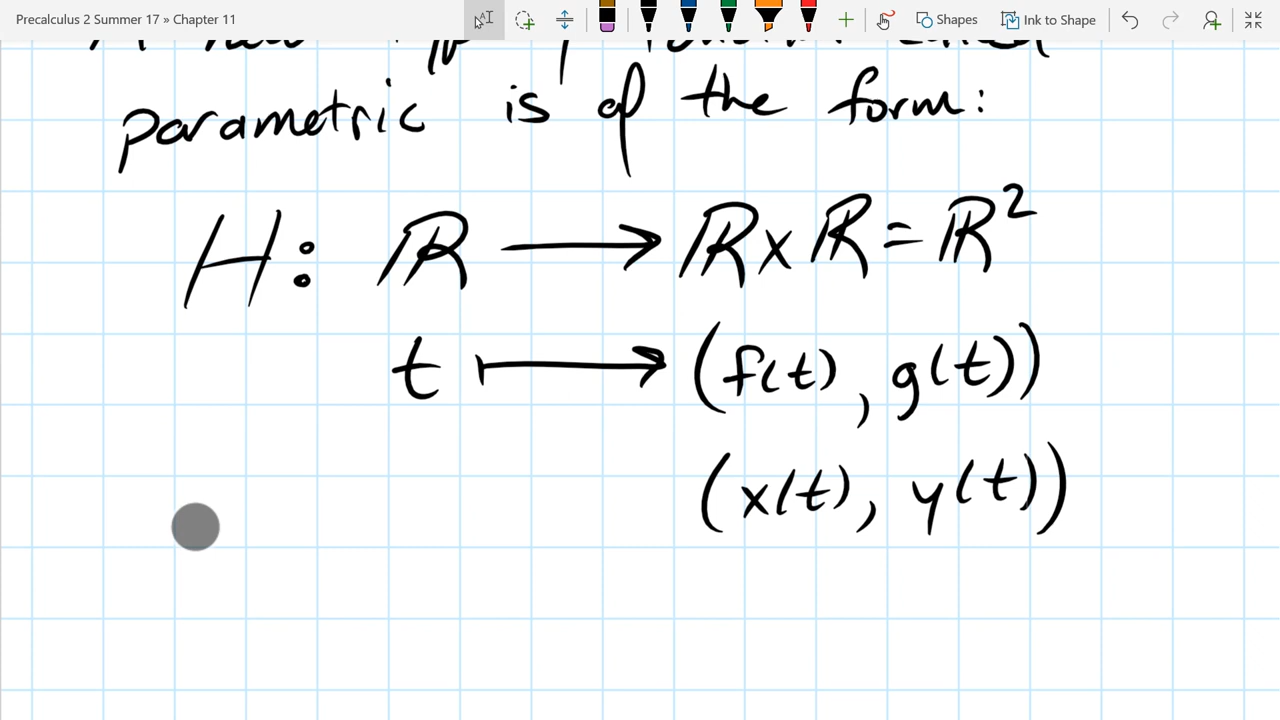 Precalculus 2 Summer 17 » Chapter 11
Shapes
Ink to Shape
parametric is of the form:
H: ℝ ⟶ ℝ×ℝ=ℝ²
t ⟼ (f(t), g(t))
(x(t), y(t))